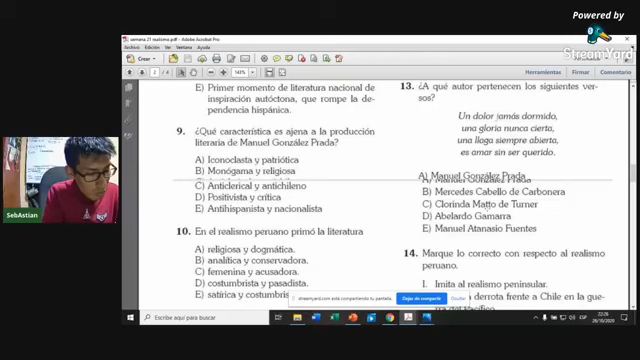 Powered by
StreamYard
semana 21 realismo.pdf - Adobe Acrobat Pro
Archivo Edición Ver Ventana Ayuda
Crear
2 / 4
143%
Herramientas Firmar Comentario
E) Primer momento de literatura nacional de
inspiración autóctona, que rompe la de-
pendencia hispánica.
9. ¿Qué característica es ajena a la producción
literaria de Manuel González Prada?
A) Iconoclasta y patriótica
B) Monógama y religiosa
C) Anticlerical y antichileno
D) Positivista y crítica
E) Antihispanista y nacionalista
10. En el realismo peruano primó la literatura
A) religiosa y dogmática.
B) analítica y conservadora.
C) femenina y acusadora.
D) costumbrista y pasadista.
E) satírica y costumbris
13. ¿A qué autor pertenecen los siguientes ver-
sos?
Un dolor jamás dormido,
una gloria nunca cierta,
una llaga siempre abierta,
es amar sin ser querido.
A) Manuel González Prada
B) Mercedes Cabello de Carbonera
C) Clorinda Matto de Turner
D) Abelardo Gamarra
E) Manuel Atanasio Fuentes
14. Marque lo correcto con respecto al realismo
peruano.
I. Imita al realismo peninsular.
derrota frente a Chile en la gue-
rra del Pacífico
streamyard.com está compartiendo tu pantalla.
Dejar de compartir
Ocultar
SebAstian
Escribe aquí para buscar
ESP
22:26
26/10/2020